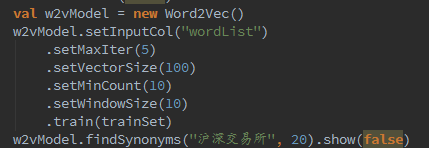 val w2vModel = new Word2Vec()
w2vModel.setInputCol("wordList")
.setMaxIter(5)
.setVectorSize(100)
.setMinCount(10)
.setWindowSize(10)
.train(trainSet)
w2vModel.findSynonyms("沪深交易所", 20).show(false)